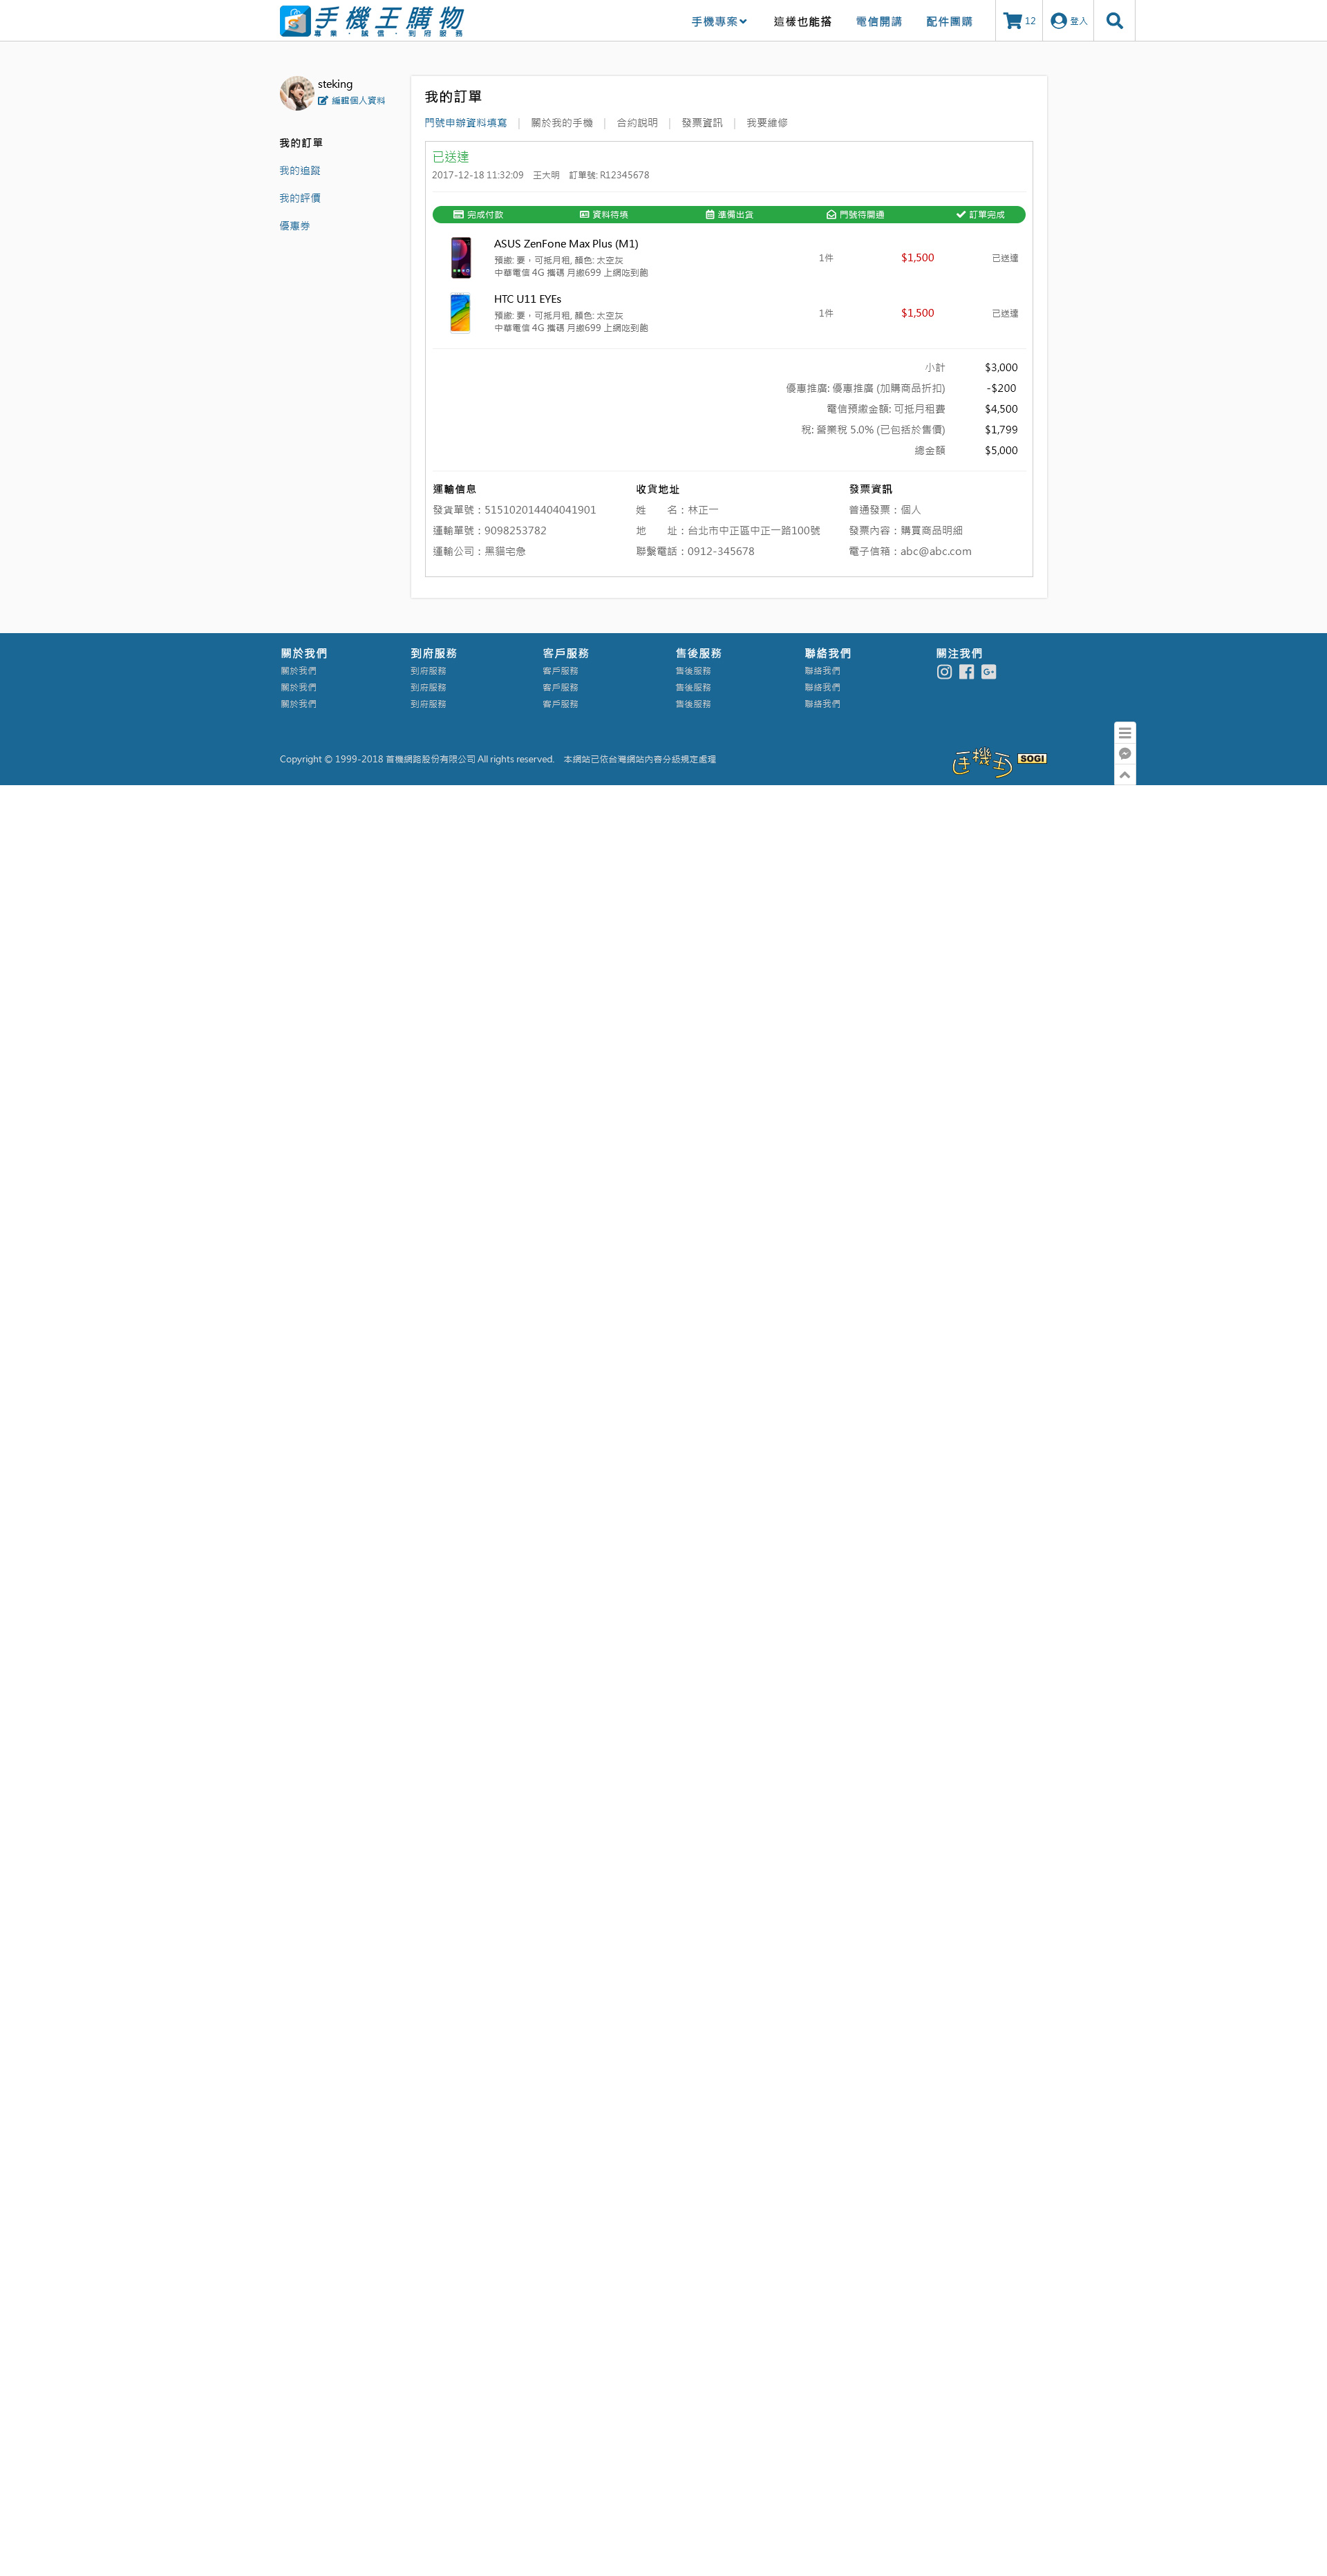 手機王購物
專業．誠信．到府服務
手機專案 這樣也能搭 電信開講 配件團購 12 登入
steking
編輯個人資料
我的訂單
我的追蹤
我的評價
優惠劵
我的訂單
門號申辦資料填寫 | 關於我的手機 | 合約說明 | 發票資訊 | 我要維修
已送達
2017-12-18 11:32:09 王大明 訂單號: R12345678
完成付款 資料待填 準備出貨 門號待開通 訂單完成
ASUS ZenFone Max Plus (M1)
預繳: 要，可抵月租, 顏色: 太空灰
中華電信 4G 攜碼 月繳699 上網吃到飽
1件 $1,500 已送達
HTC U11 EYEs
預繳: 要，可抵月租, 顏色: 太空灰
中華電信 4G 攜碼 月繳699 上網吃到飽
1件 $1,500 已送達
小計 $3,000
優惠推廣: 優惠推廣 (加購商品折扣) -$200
電信預繳金額: 可抵月租費 $4,500
稅: 營業稅 5.0% (已包括於售價) $1,799
總金額 $5,000
運輸信息
發貨單號：515102014404041901
運輸單號：9098253782
運輸公司：黑貓宅急
收貨地址
姓 名：林正一
地 址：台北市中正區中正一路100號
聯繫電話：0912-345678
發票資訊
普通發票：個人
發票內容：購買商品明細
電子信箱：abc@abc.com
關於我們 到府服務 客戶服務 售後服務 聯絡我們 關注我們
關於我們 到府服務 客戶服務 售後服務 聯絡我們
關於我們 到府服務 客戶服務 售後服務 聯絡我們
關於我們 到府服務 客戶服務 售後服務 聯絡我們
Copyright © 1999-2018 首機網路股份有限公司 All rights reserved. 本網站已依台灣網站內容分級規定處理
手機王 SOGI